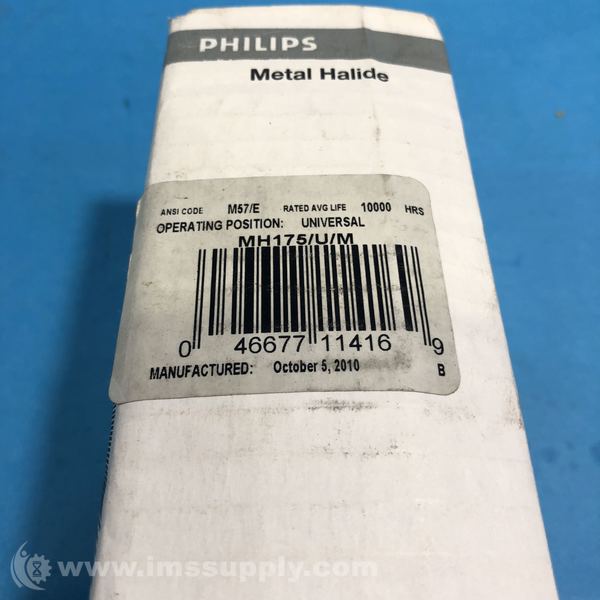 PHILIPS
Metal Halide
ANSI CODE M57/E RATED AVG LIFE 10000 HRS
OPERATING POSITION: UNIVERSAL
MH175/U/M
0 46677 11416 9
MANUFACTURED: October 5, 2010 B
www.imssupply.com